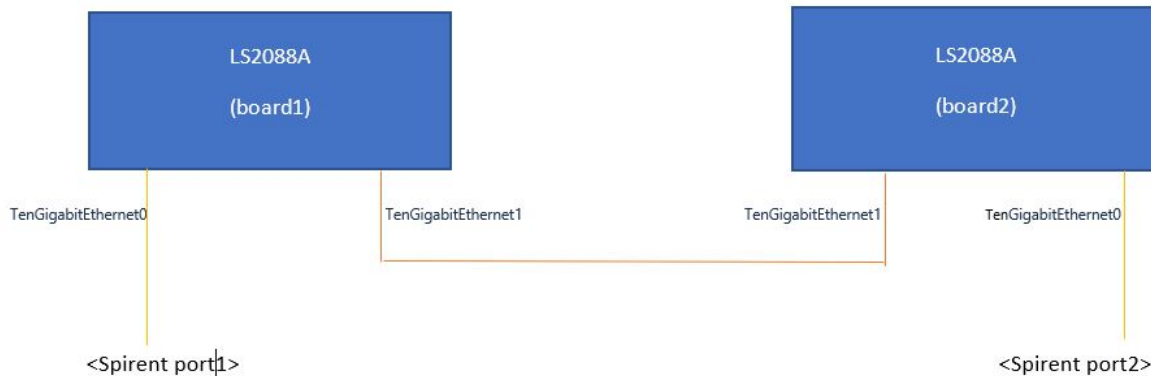 LS2088A
(board1)
LS2088A
(board2)
TenGigabitEthernet0
TenGigabitEthernet1
TenGigabitEthernet1
TenGigabitEthernet0
<Spirent port1>
<Spirent port2>